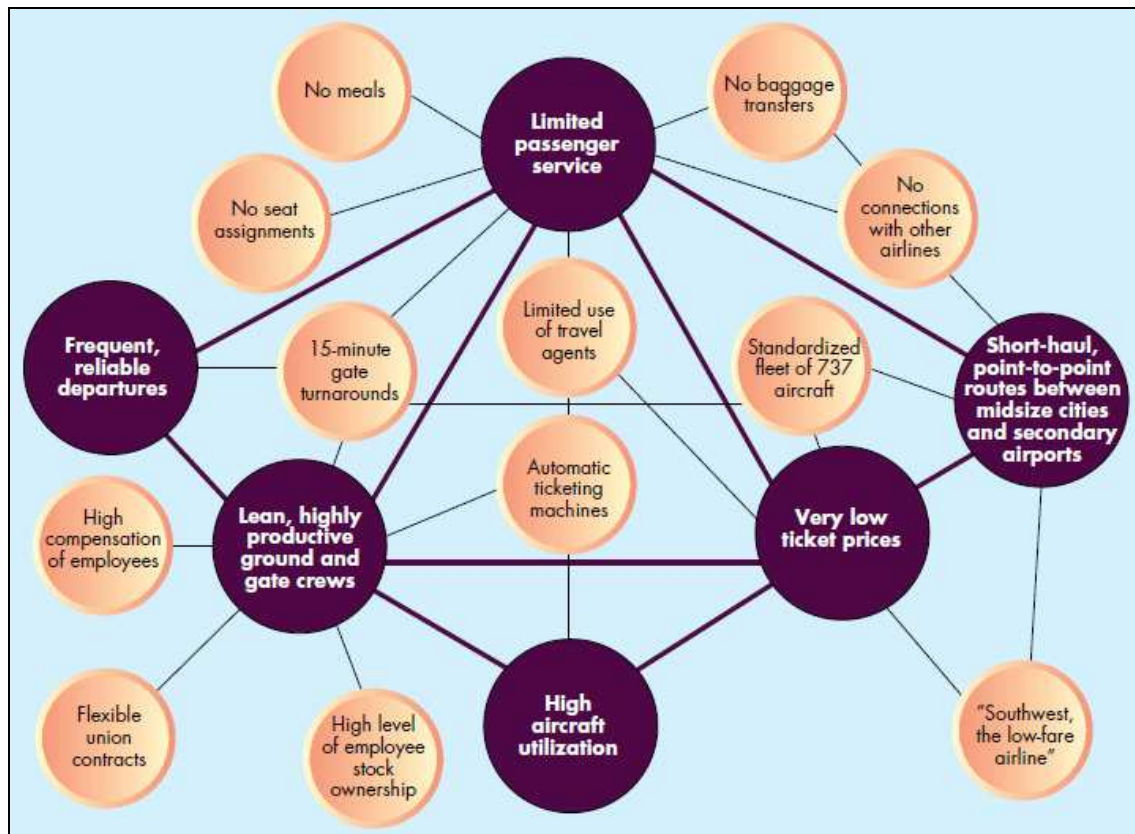 No meals
Limited
passenger
service
No baggage
transfers
No seat
assignments
No
connections
with other
airlines
Frequent,
reliable
departures
15-minute
gate
turnarounds
Limited use
of travel
agents
Standardized
fleet of 737
aircraft
Short-haul,
point-to-point
routes between
midsize cities
and secondary
airports
High
compensation
of employees
Lean, highly
productive
ground and
gate crews
Automatic
ticketing
machines
Very low
ticket prices
Flexible
union
contracts
High level
of employee
stock
ownership
High
aircraft
utilization
"Southwest,
the low-fare
airline"